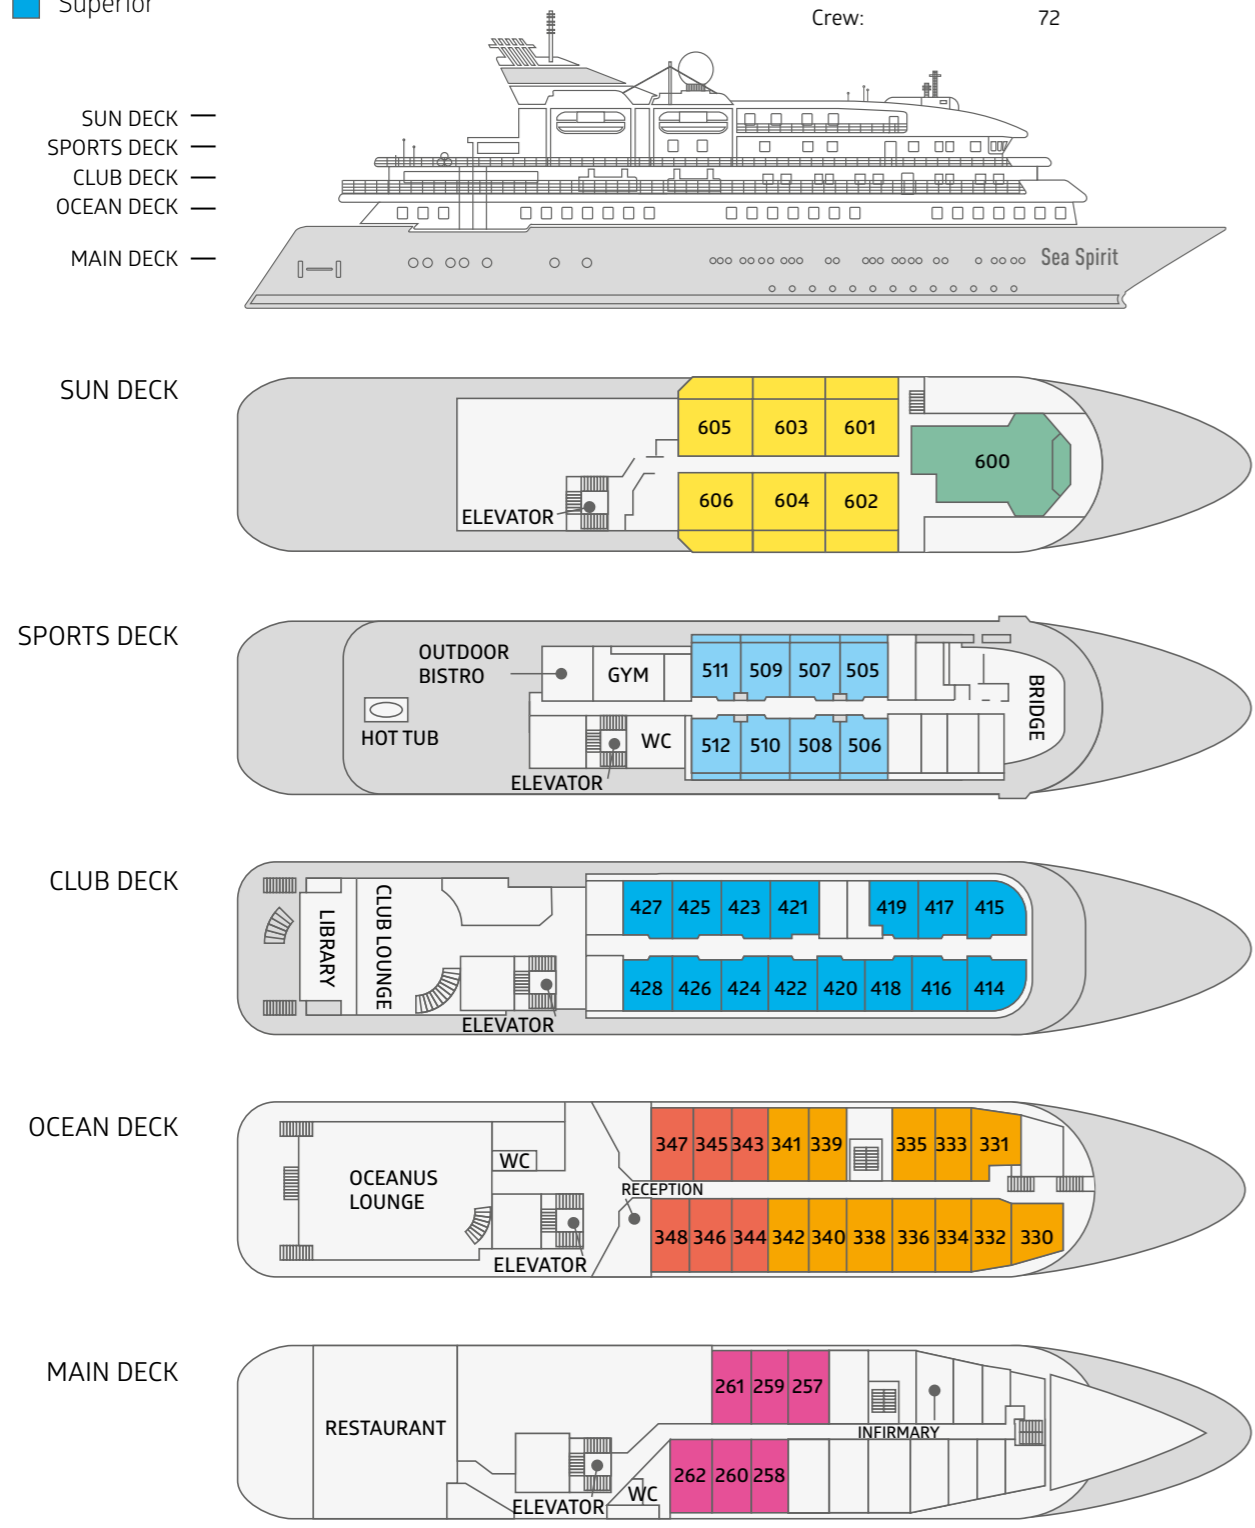 Superior
Crew: 72
SUN DECK
SPORTS DECK
CLUB DECK
OCEAN DECK
MAIN DECK
Sea Spirit
SUN DECK
605 603 601
600
606 604 602
ELEVATOR
SPORTS DECK
OUTDOOR
BISTRO
GYM
511 509 507 505
BRIDGE
HOT TUB
WC
512 510 508 506
ELEVATOR
CLUB DECK
LIBRARY
CLUB LOUNGE
427 425 423 421 419 417 415
428 426 424 422 420 418 416 414
ELEVATOR
OCEAN DECK
OCEANUS
LOUNGE
WC
347 345 343 341 339 335 333 331
RECEPTION
348 346 344 342 340 338 336 334 332 330
ELEVATOR
MAIN DECK
RESTAURANT
261 259 257
INFIRMARY
262 260 258
WC
ELEVATOR